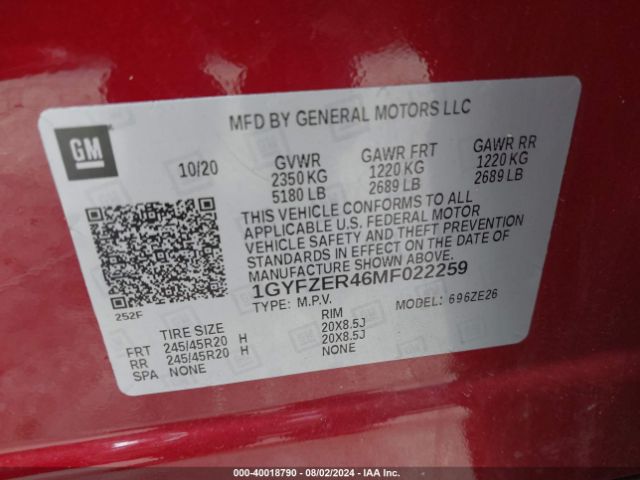 MFD BY GENERAL MOTORS LLC
GM
10/20
GVWR
2350 KG
5180 LB
GAWR FRT
1220 KG
2689 LB
GAWR RR
1220 KG
2689 LB
THIS VEHICLE CONFORMS TO ALL
APPLICABLE U.S. FEDERAL MOTOR
VEHICLE SAFETY AND THEFT PREVENTION
STANDARDS IN EFFECT ON THE DATE OF
MANUFACTURE SHOWN ABOVE.
1GYFZER46MF022259
TYPE: M.P.V.
MODEL: 696ZE26
252F
TIRE SIZE
RIM
FRT 245/45R20 H 20X8.5J
RR 245/45R20 H 20X8.5J
SPA NONE NONE
000-40018790 - 08/02/2024 - IAA Inc.